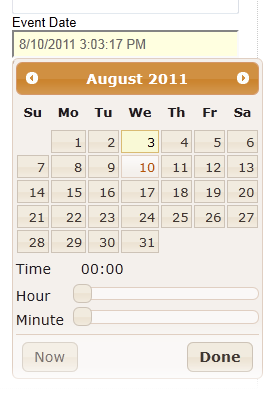 Event Date
8/10/2011 3:03:17 PM
August 2011
Su Mo Tu We Th Fr Sa
1 2 3 4 5 6
7 8 9 10 11 12 13
14 15 16 17 18 19 20
21 22 23 24 25 26 27
28 29 30 31
Time 00:00
Hour
Minute
Now Done